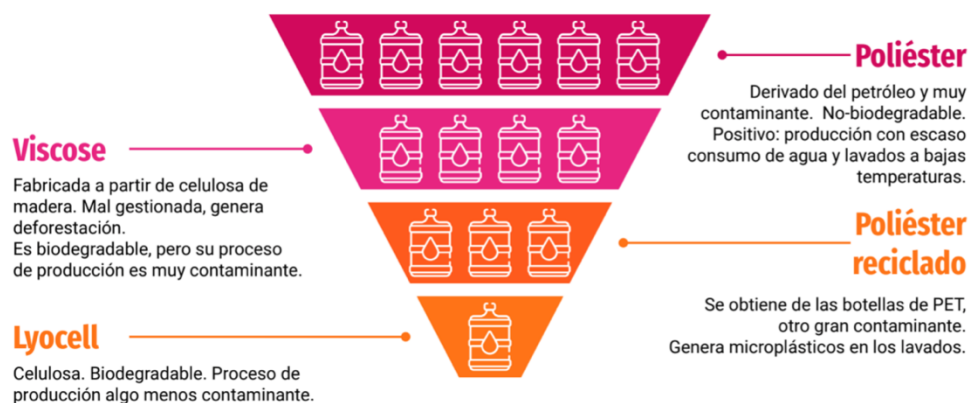 Poliéster
Derivado del petróleo y muy
contaminante. No-biodegradable.
Positivo: producción con escaso
consumo de agua y lavados a bajas
temperaturas.
Viscose
Fabricada a partir de celulosa de
madera. Mal gestionada, genera
deforestación.
Es biodegradable, pero su proceso
de producción es muy contaminante.
Poliéster
reciclado
Se obtiene de las botellas de PET,
otro gran contaminante.
Genera microplásticos en los lavados.
Lyocell
Celulosa. Biodegradable. Proceso de
producción algo menos contaminante.